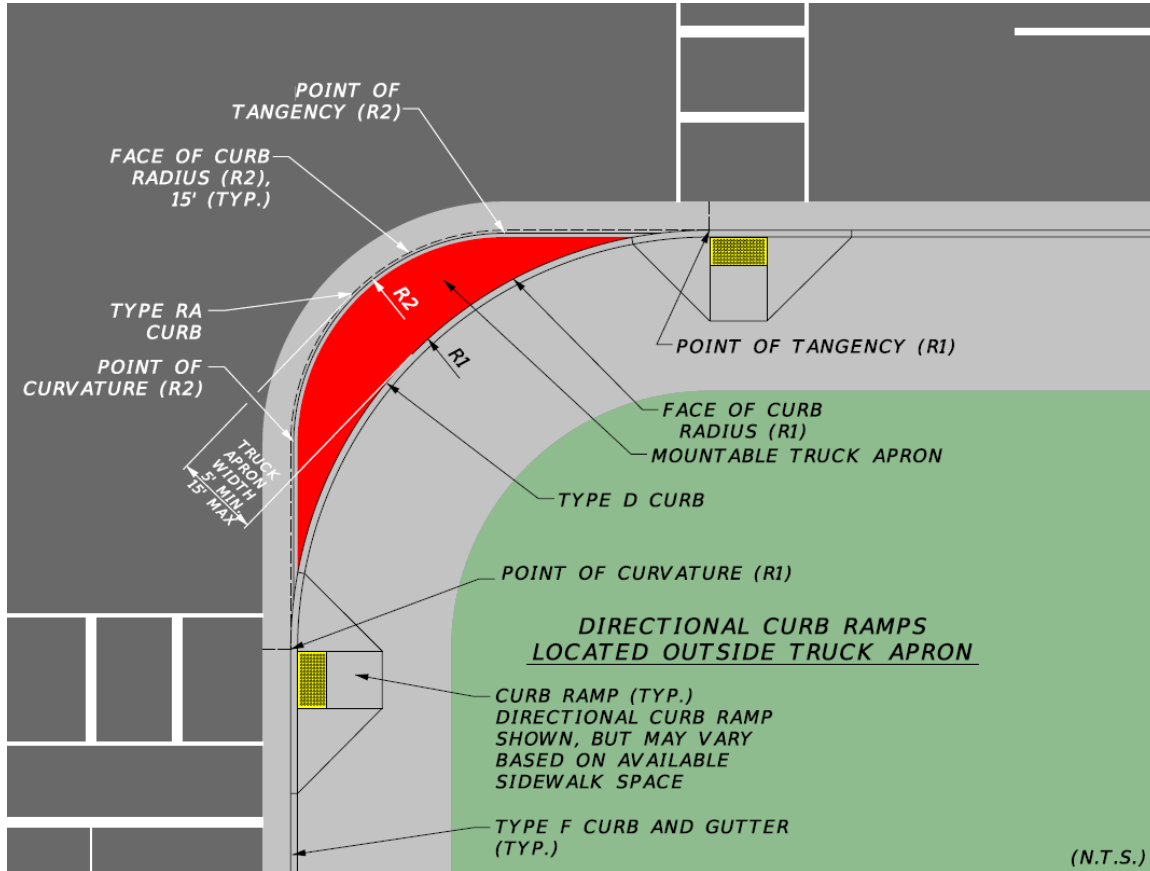 POINT OF
TANGENCY (R2)
FACE OF CURB
RADIUS (R2),
15' (TYP.)
TYPE RA
CURB
POINT OF
CURVATURE (R2)
R2
R1
TRUCK
APRON
WIDTH
5' MIN,
15' MAX
POINT OF TANGENCY (R1)
FACE OF CURB
RADIUS (R1)
MOUNTABLE TRUCK APRON
TYPE D CURB
POINT OF CURVATURE (R1)
DIRECTIONAL CURB RAMPS
LOCATED OUTSIDE TRUCK APRON
CURB RAMP (TYP.)
DIRECTIONAL CURB RAMP
SHOWN, BUT MAY VARY
BASED ON AVAILABLE
SIDEWALK SPACE
TYPE F CURB AND GUTTER
(TYP.)
(N.T.S.)